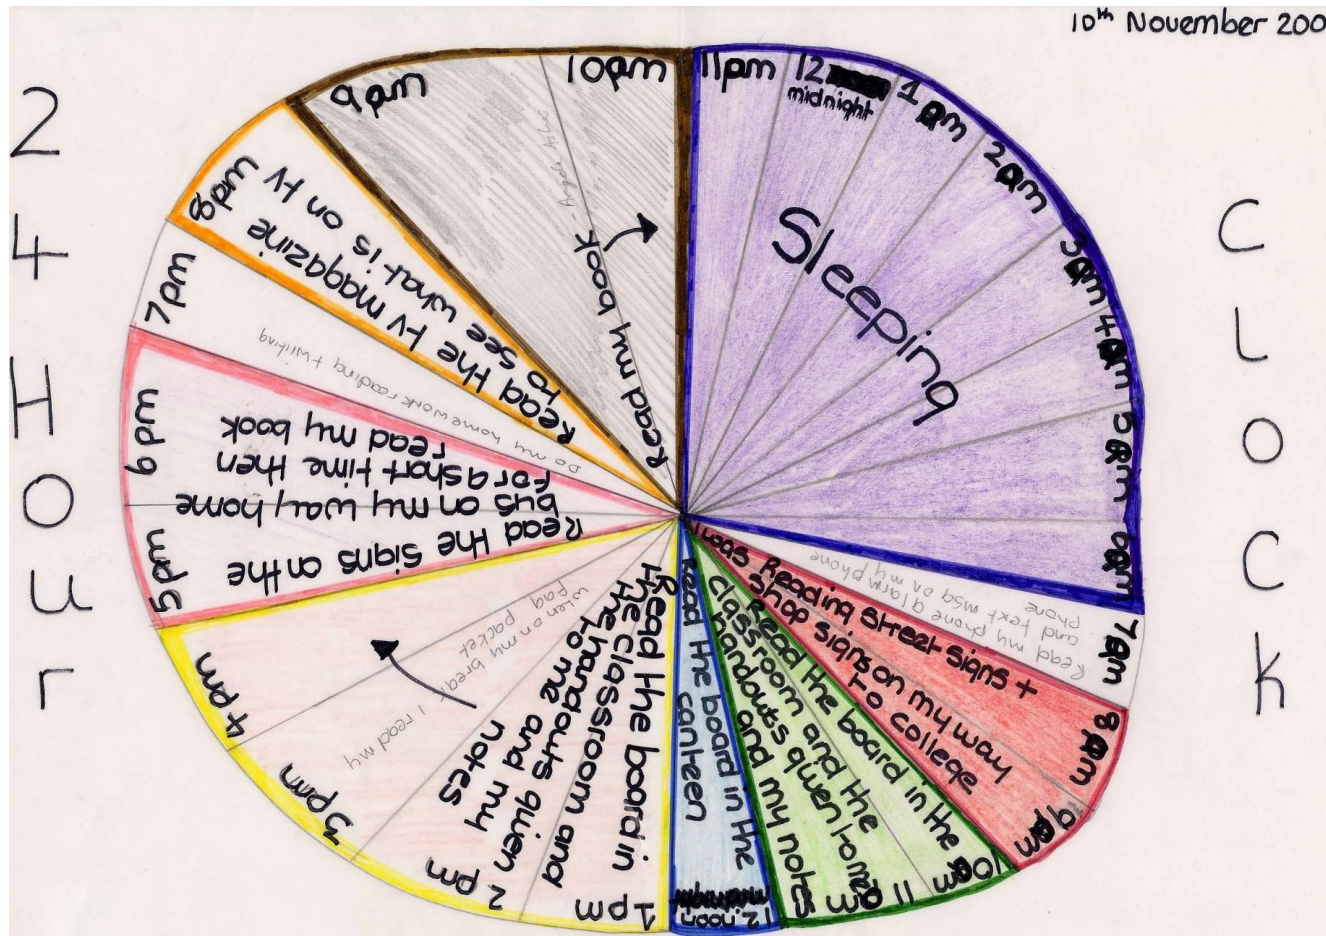 10th November 200
24 Hour
CLOCK
11pm
12
midnight
1am
2am
3am
4am
5am
6am
Sleeping
7am
Read my phone alarm
and text msg on my
phone
8am
9am
I was Reading street signs +
shop signs on my way
to college
10am
11am
Read the board in the
classroom and the
handouts given to me
and my notes
12 noon
Read the board in the
canteen
1pm
2pm
3pm
4pm
Read the board in
the classroom and
the handouts given
to me and my
notes
when on my break I read my
Faq packet
5pm
6pm
Read the signs on the
bus on my way home
For a short time then
read my book
7pm
Do my homework reading + writing
8pm
Read the tv magazine
to see what is on tv
9pm
10pm
Read my book